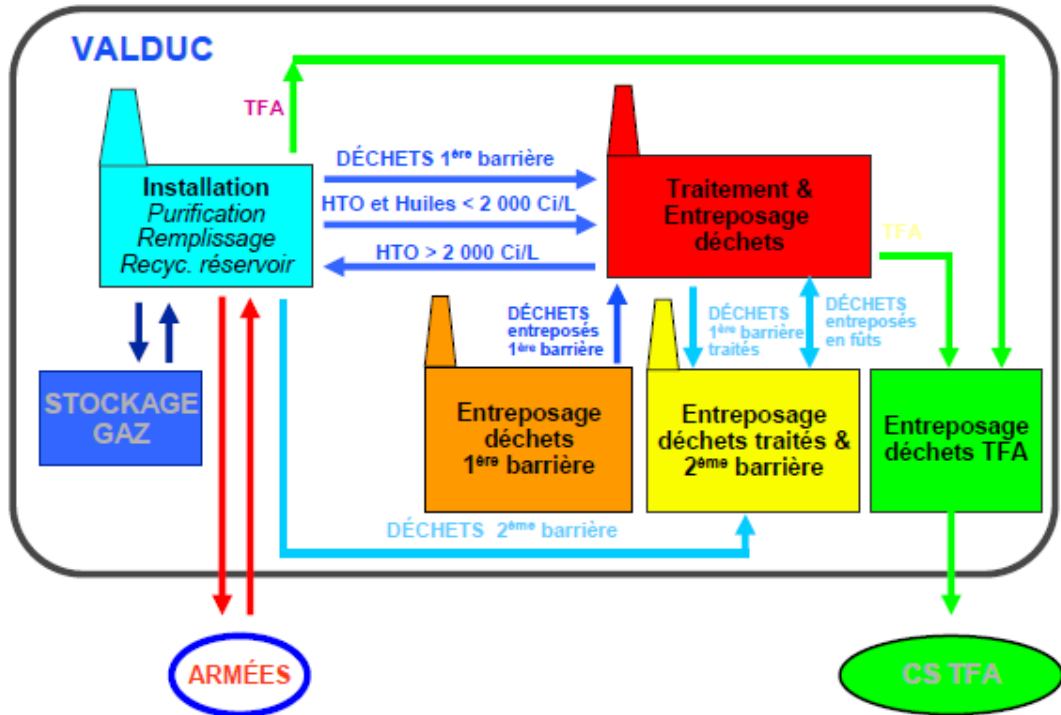 VALDUC
TFA
DÉCHETS 1ère barrière
HTO et Huiles < 2 000 Ci/L
HTO > 2 000 Ci/L
Installation
Purification
Remplissage
Recyc. réservoir
Traitement &
Entreposage
déchets
TFA
DÉCHETS
entreposés
1ère barrière
DÉCHETS
1ère barrière
traités
DÉCHETS
entreposés
en fûts
STOCKAGE
GAZ
Entreposage
déchets
1ère barrière
Entreposage
déchets traités &
2ème barrière
Entreposage
déchets TFA
DÉCHETS 2ème barrière
ARMÉES
CS TFA